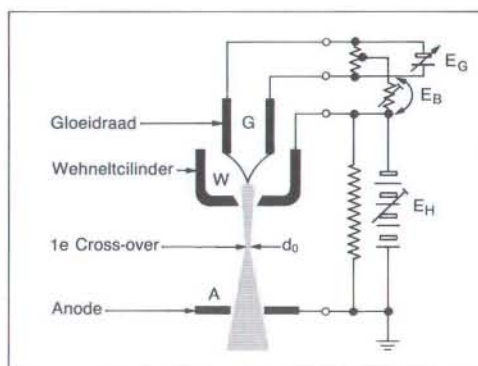 G
E_G
E_B
Gloeidraad
Wehneltcilinder
W
E_H
1e Cross-over
d_0
A
Anode